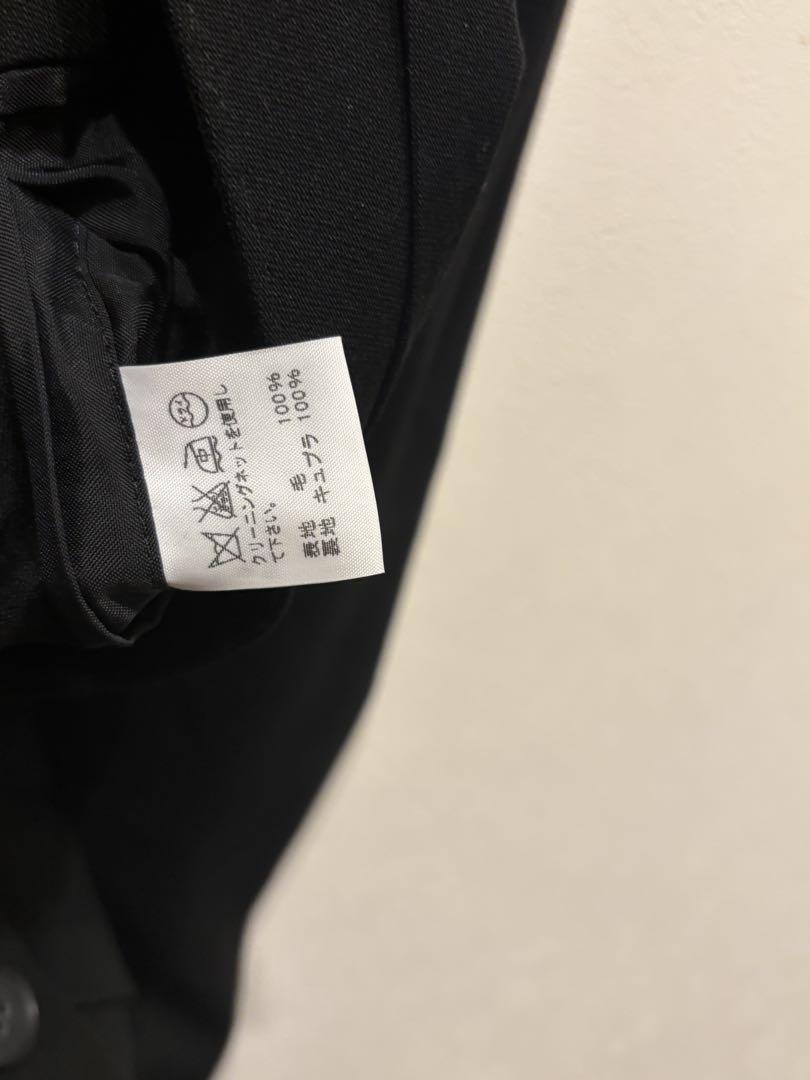 クリーニングネットを使用し
て下さい。
表地 毛 100%
裏地 キュプラ 100%